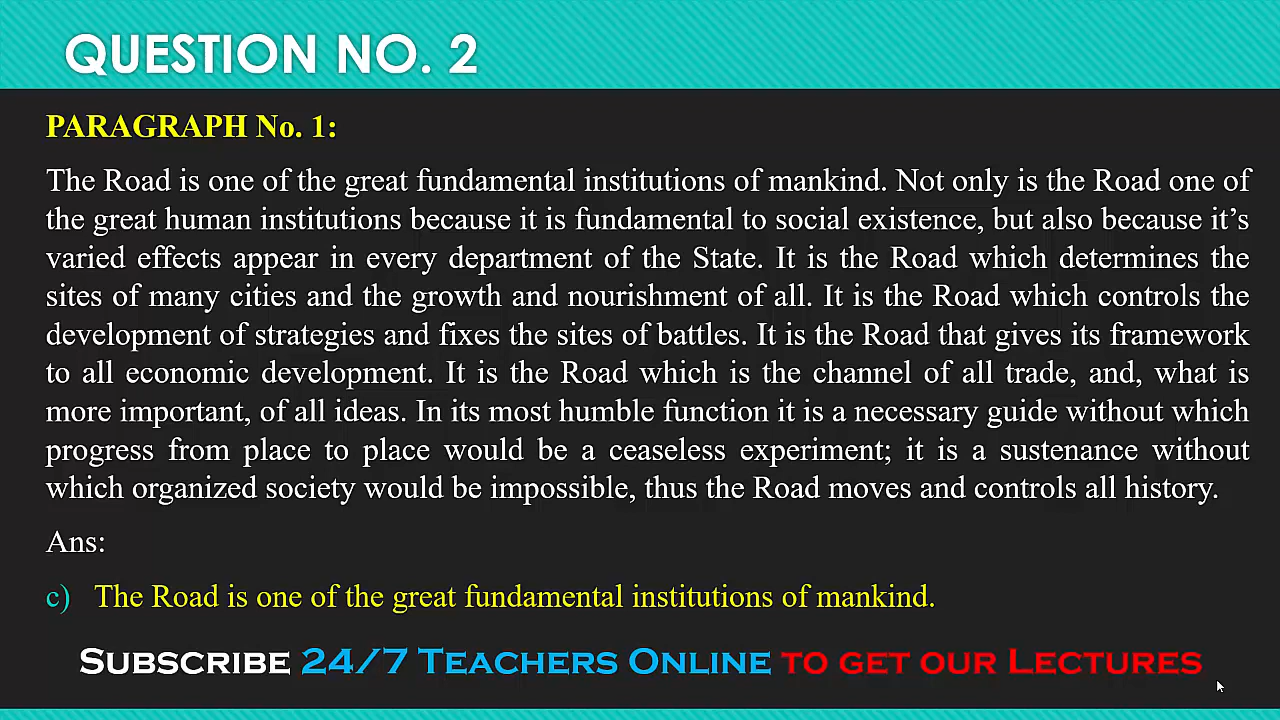 QUESTION NO. 2
PARAGRAPH No. 1:
The Road is one of the great fundamental institutions of mankind. Not only is the Road one of
the great human institutions because it is fundamental to social existence, but also because it’s
varied effects appear in every department of the State. It is the Road which determines the
sites of many cities and the growth and nourishment of all. It is the Road which controls the
development of strategies and fixes the sites of battles. It is the Road that gives its framework
to all economic development. It is the Road which is the channel of all trade, and, what is
more important, of all ideas. In its most humble function it is a necessary guide without which
progress from place to place would be a ceaseless experiment; it is a sustenance without
which organized society would be impossible, thus the Road moves and controls all history.
Ans:
c) The Road is one of the great fundamental institutions of mankind.
SUBSCRIBE 24/7 TEACHERS ONLINE TO GET OUR LECTURES